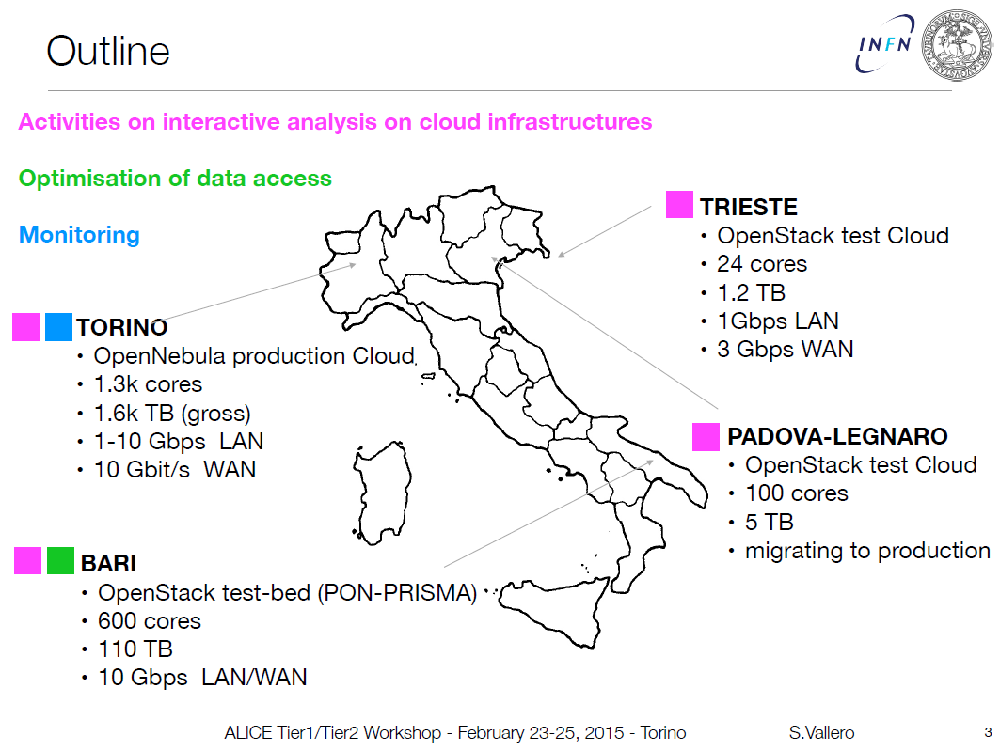 Outline
INFN
Activities on interactive analysis on cloud infrastructures
Optimisation of data access
Monitoring
TRIESTE
• OpenStack test Cloud
• 24 cores
• 1.2 TB
• 1Gbps LAN
• 3 Gbps WAN
TORINO
• OpenNebula production Cloud
• 1.3k cores
• 1.6k TB (gross)
• 1-10 Gbps LAN
• 10 Gbit/s WAN
PADOVA-LEGNARO
• OpenStack test Cloud
• 100 cores
• 5 TB
• migrating to production
BARI
• OpenStack test-bed (PON-PRISMA)
• 600 cores
• 110 TB
• 10 Gbps LAN/WAN
ALICE Tier1/Tier2 Workshop - February 23-25, 2015 - Torino S.Vallero 3